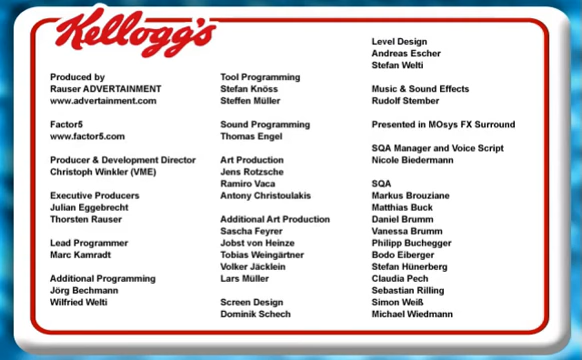 Kellogg's
Produced by
Rauser ADVERTAINMENT
www.advertainment.com
Factor5
www.factor5.com
Producer & Development Director
Christoph Winkler (VME)
Executive Producers
Julian Eggebrecht
Thorsten Rauser
Lead Programmer
Marc Kamradt
Additional Programming
Jörg Bechmann
Wilfried Welti
Tool Programming
Stefan Knöss
Steffen Müller
Sound Programming
Thomas Engel
Art Production
Jens Rotzsche
Ramiro Vaca
Antony Christoulakis
Additional Art Production
Sascha Feyrer
Jobst von Heinze
Tobias Weingärtner
Volker Jäcklein
Lars Müller
Screen Design
Dominik Schech
Level Design
Andreas Escher
Stefan Welti
Music & Sound Effects
Rudolf Stember
Presented in MOsys FX Surround
SQA Manager and Voice Script
Nicole Biedermann
SQA
Markus Brouziane
Matthias Buck
Daniel Brumm
Vanessa Brumm
Philipp Buchegger
Bodo Eiberger
Stefan Hünerberg
Claudia Pech
Sebastian Rilling
Simon Weiß
Michael Wiedmann